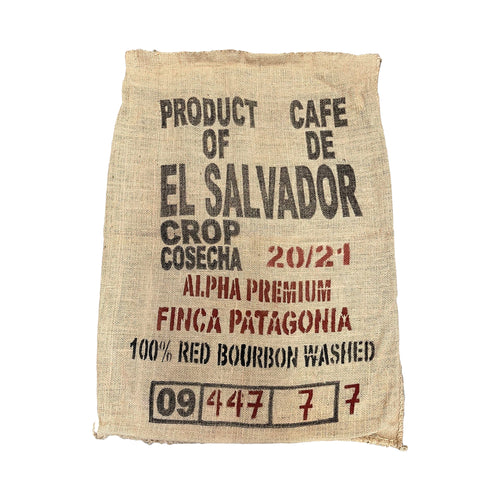 PRODUCT CAFE
OF DE
EL SALVADOR
CROP
COSECHA 20/21
ALPHA PREMIUM
FINCA PATAGONIA
100% RED BOURBON WASHED
09 447 7 7